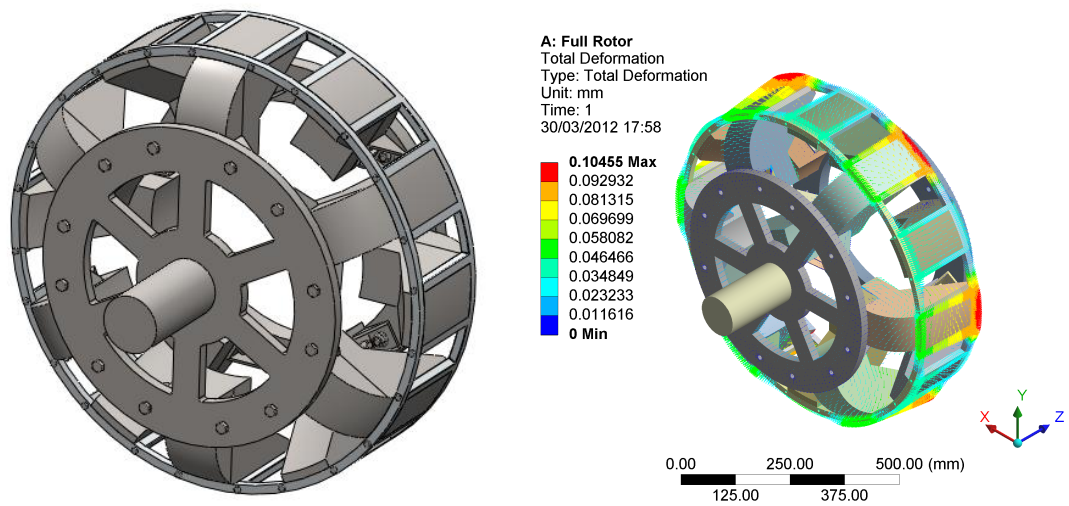 A: Full Rotor
Total Deformation
Type: Total Deformation
Unit: mm
Time: 1
30/03/2012 17:58
0.10455 Max
0.092932
0.081315
0.069699
0.058082
0.046466
0.034849
0.023233
0.011616
0 Min
Y
X
Z
0.00 250.00 500.00 (mm)
125.00 375.00